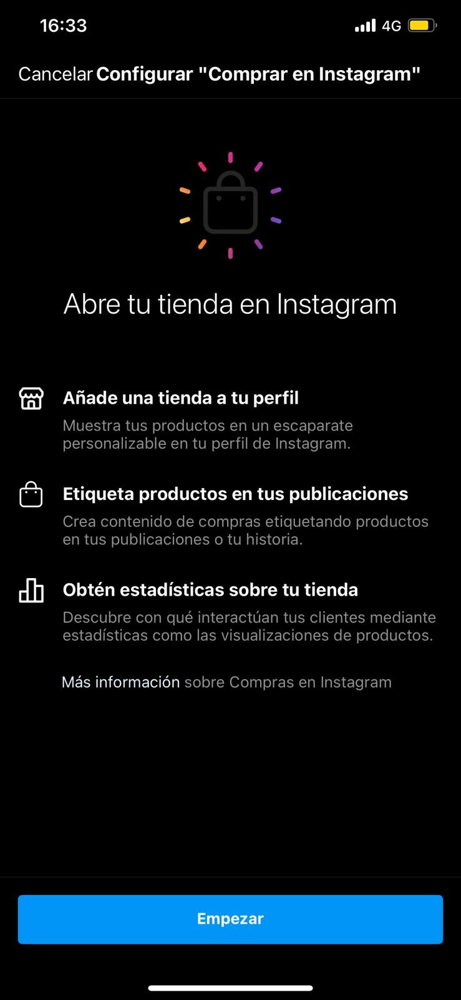 16:33
4G
Cancelar Configurar "Comprar en Instagram"
Abre tu tienda en Instagram
Añade una tienda a tu perfil
Muestra tus productos en un escaparate
personalizable en tu perfil de Instagram.
Etiqueta productos en tus publicaciones
Crea contenido de compras etiquetando productos
en tus publicaciones o tu historia.
Obtén estadísticas sobre tu tienda
Descubre con qué interactúan tus clientes mediante
estadísticas como las visualizaciones de productos.
Más información sobre Compras en Instagram
Empezar